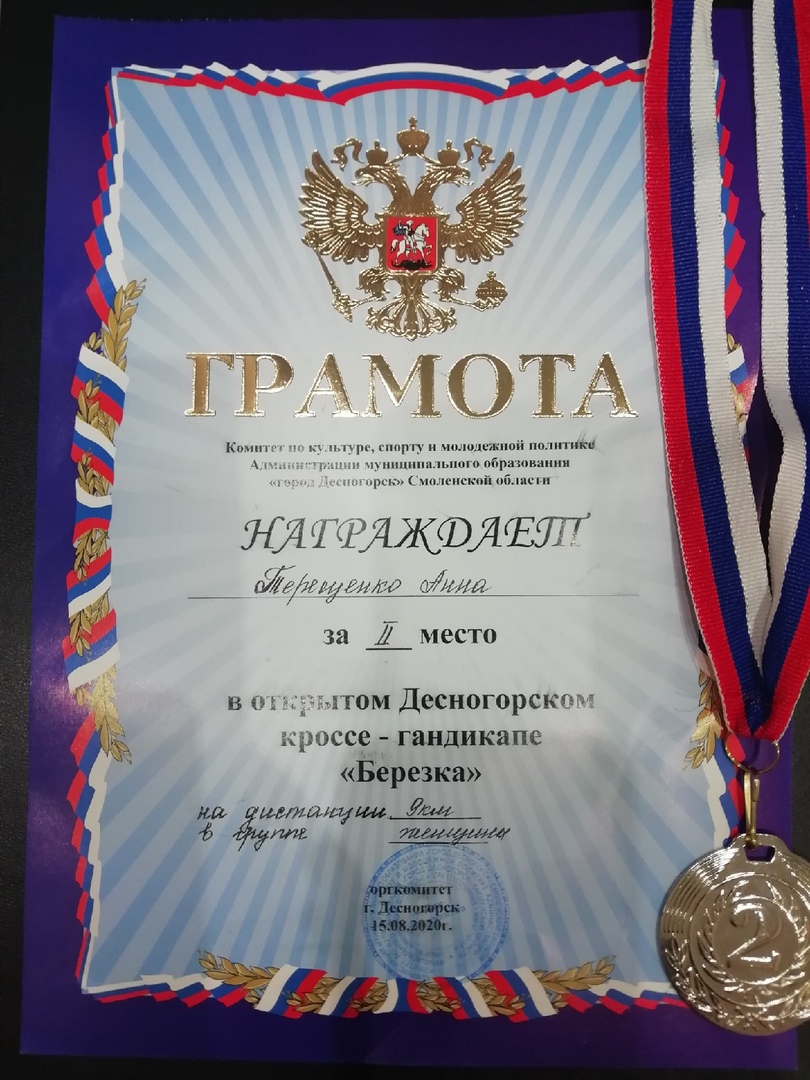 ГРАМОТА
Комитет по культуре, спорту и молодежной политике
Администрации муниципального образования
«город Десногорск» Смоленской области
НАГРАЖДАЕТ
Терещенко Анна
за II место
в открытом Десногорском
кроссе - гандикапе
«Березка»
на дистанции 9км
в группе женщины
оргкомитет
г. Десногорск
15.08.2020г.
2